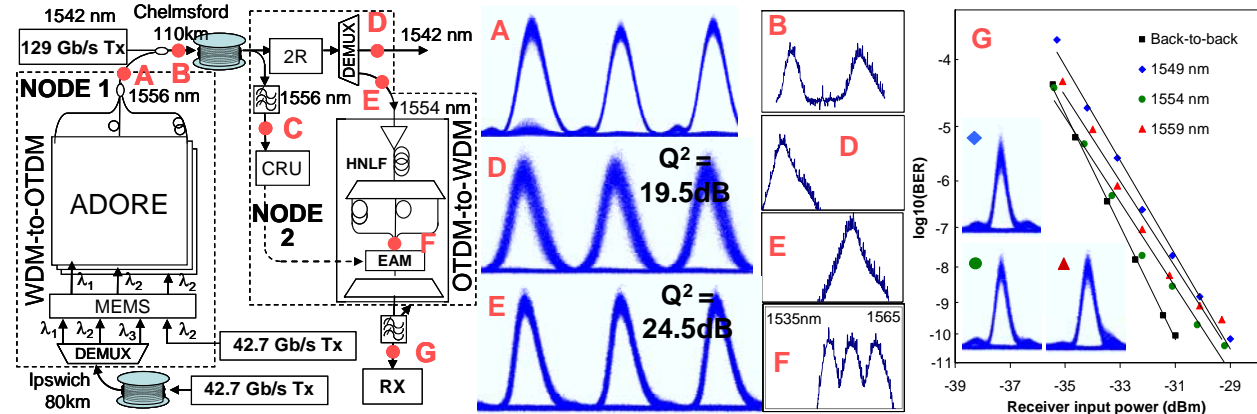 Chelmsford
110km
1542 nm
129 Gb/s Tx
A
B
NODE 1
1556 nm
WDM-to-OTDM
ADORE
λ1
λ2
λ2
MEMS
λ1
λ2
λ3
λ2
DEMUX
42.7 Gb/s Tx
Ipswich
80km
42.7 Gb/s Tx
2R
DEMUX
D
1542 nm
E
1554 nm
1556 nm
C
CRU
NODE
2
HNLF
F
EAM
OTDM-to-WDM
G
RX
A
D
Q2 =
19.5dB
E
Q2 =
24.5dB
B
D
E
1535nm
1565
F
G
Back-to-back
1549 nm
1554 nm
1559 nm
log10(BER)
-4
-5
-6
-7
-8
-9
-10
-11
-39
-37
-35
-33
-31
-29
-27
Receiver input power (dBm)